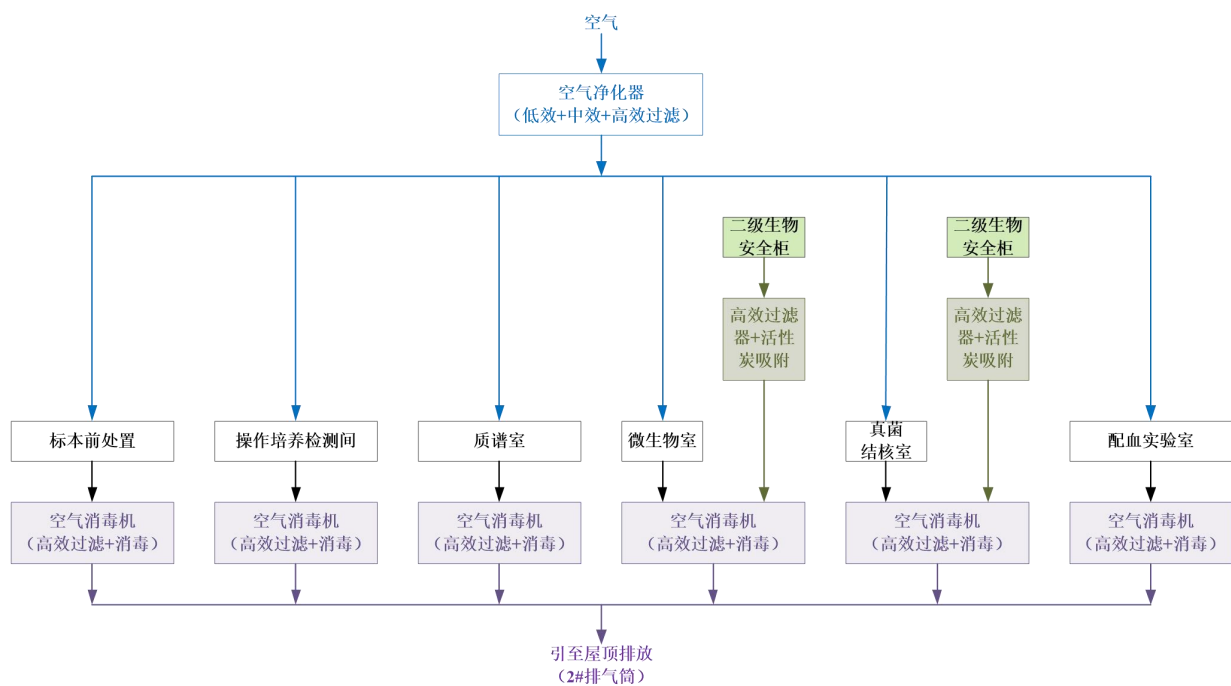 空气
空气净化器
（低效+中效+高效过滤）
二级生物
安全柜
二级生物
安全柜
高效过滤
器+活性
炭吸附
高效过滤
器+活性
炭吸附
标本前处置
操作培养检测间
质谱室
微生物室
真菌
结核室
配血实验室
空气消毒机
（高效过滤+消毒）
空气消毒机
（高效过滤+消毒）
空气消毒机
（高效过滤+消毒）
空气消毒机
（高效过滤+消毒）
空气消毒机
（高效过滤+消毒）
空气消毒机
（高效过滤+消毒）
引至屋顶排放
（2#排气筒）